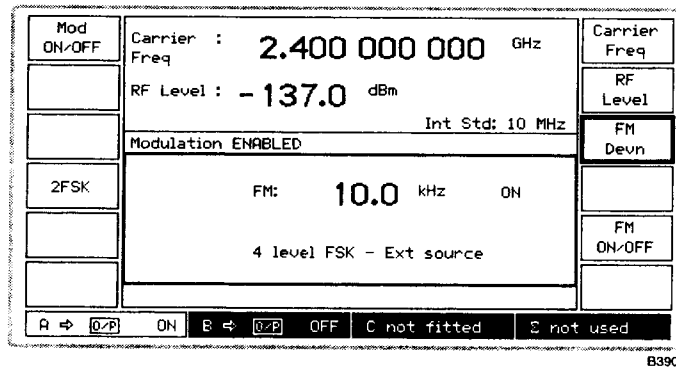 Mod
ON/OFF
Carrier : 2.400 000 000 GHz
Freq
Carrier
Freq
RF Level : -137.0 dBm
RF
Level
Int Std: 10 MHz
Modulation ENABLED
FM
Devn
2FSK
FM: 10.0 kHz ON
FM
ON/OFF
4 level FSK - Ext source
A ⇨ O/P ON B ⇨ O/P OFF C not fitted Σ not used